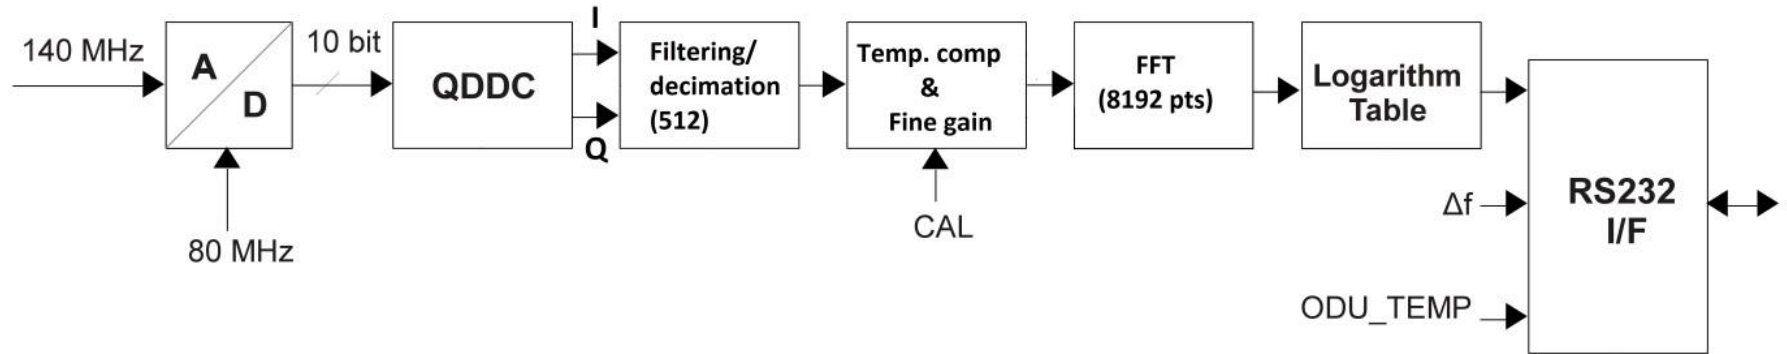 140 MHz
A
D
10 bit
QDDC
I
Q
Filtering/
decimation
(512)
Temp. comp
&
Fine gain
FFT
(8192 pts)
Logarithm
Table
RS232
I/F
80 MHz
CAL
Δf
ODU_TEMP